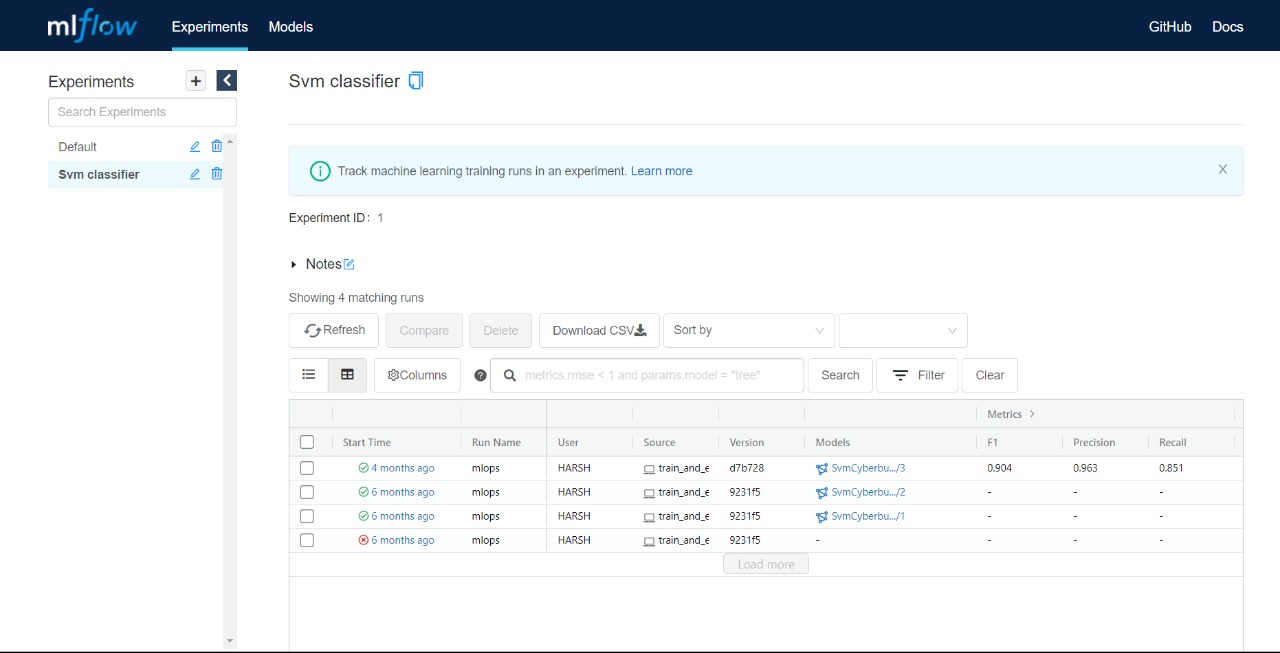 mlflow Experiments Models GitHub Docs
Experiments +
Search Experiments
Default
Svm classifier
Svm classifier
Track machine learning training runs in an experiment. Learn more
Experiment ID: 1
Notes
Showing 4 matching runs
Refresh Compare Delete Download CSV Sort by
Columns ? metrics.rmse < 1 and params.model = "tree" Search Filter Clear
Metrics >
Start Time Run Name User Source Version Models F1 Precision Recall
4 months ago mlops HARSH train_and_e d7b728 SvmCyberbu.../3 0.904 0.963 0.851
6 months ago mlops HARSH train_and_e 9231f5 SvmCyberbu.../2 - - -
6 months ago mlops HARSH train_and_e 9231f5 SvmCyberbu.../1 - - -
6 months ago mlops HARSH train_and_e 9231f5 - - - -
Load more